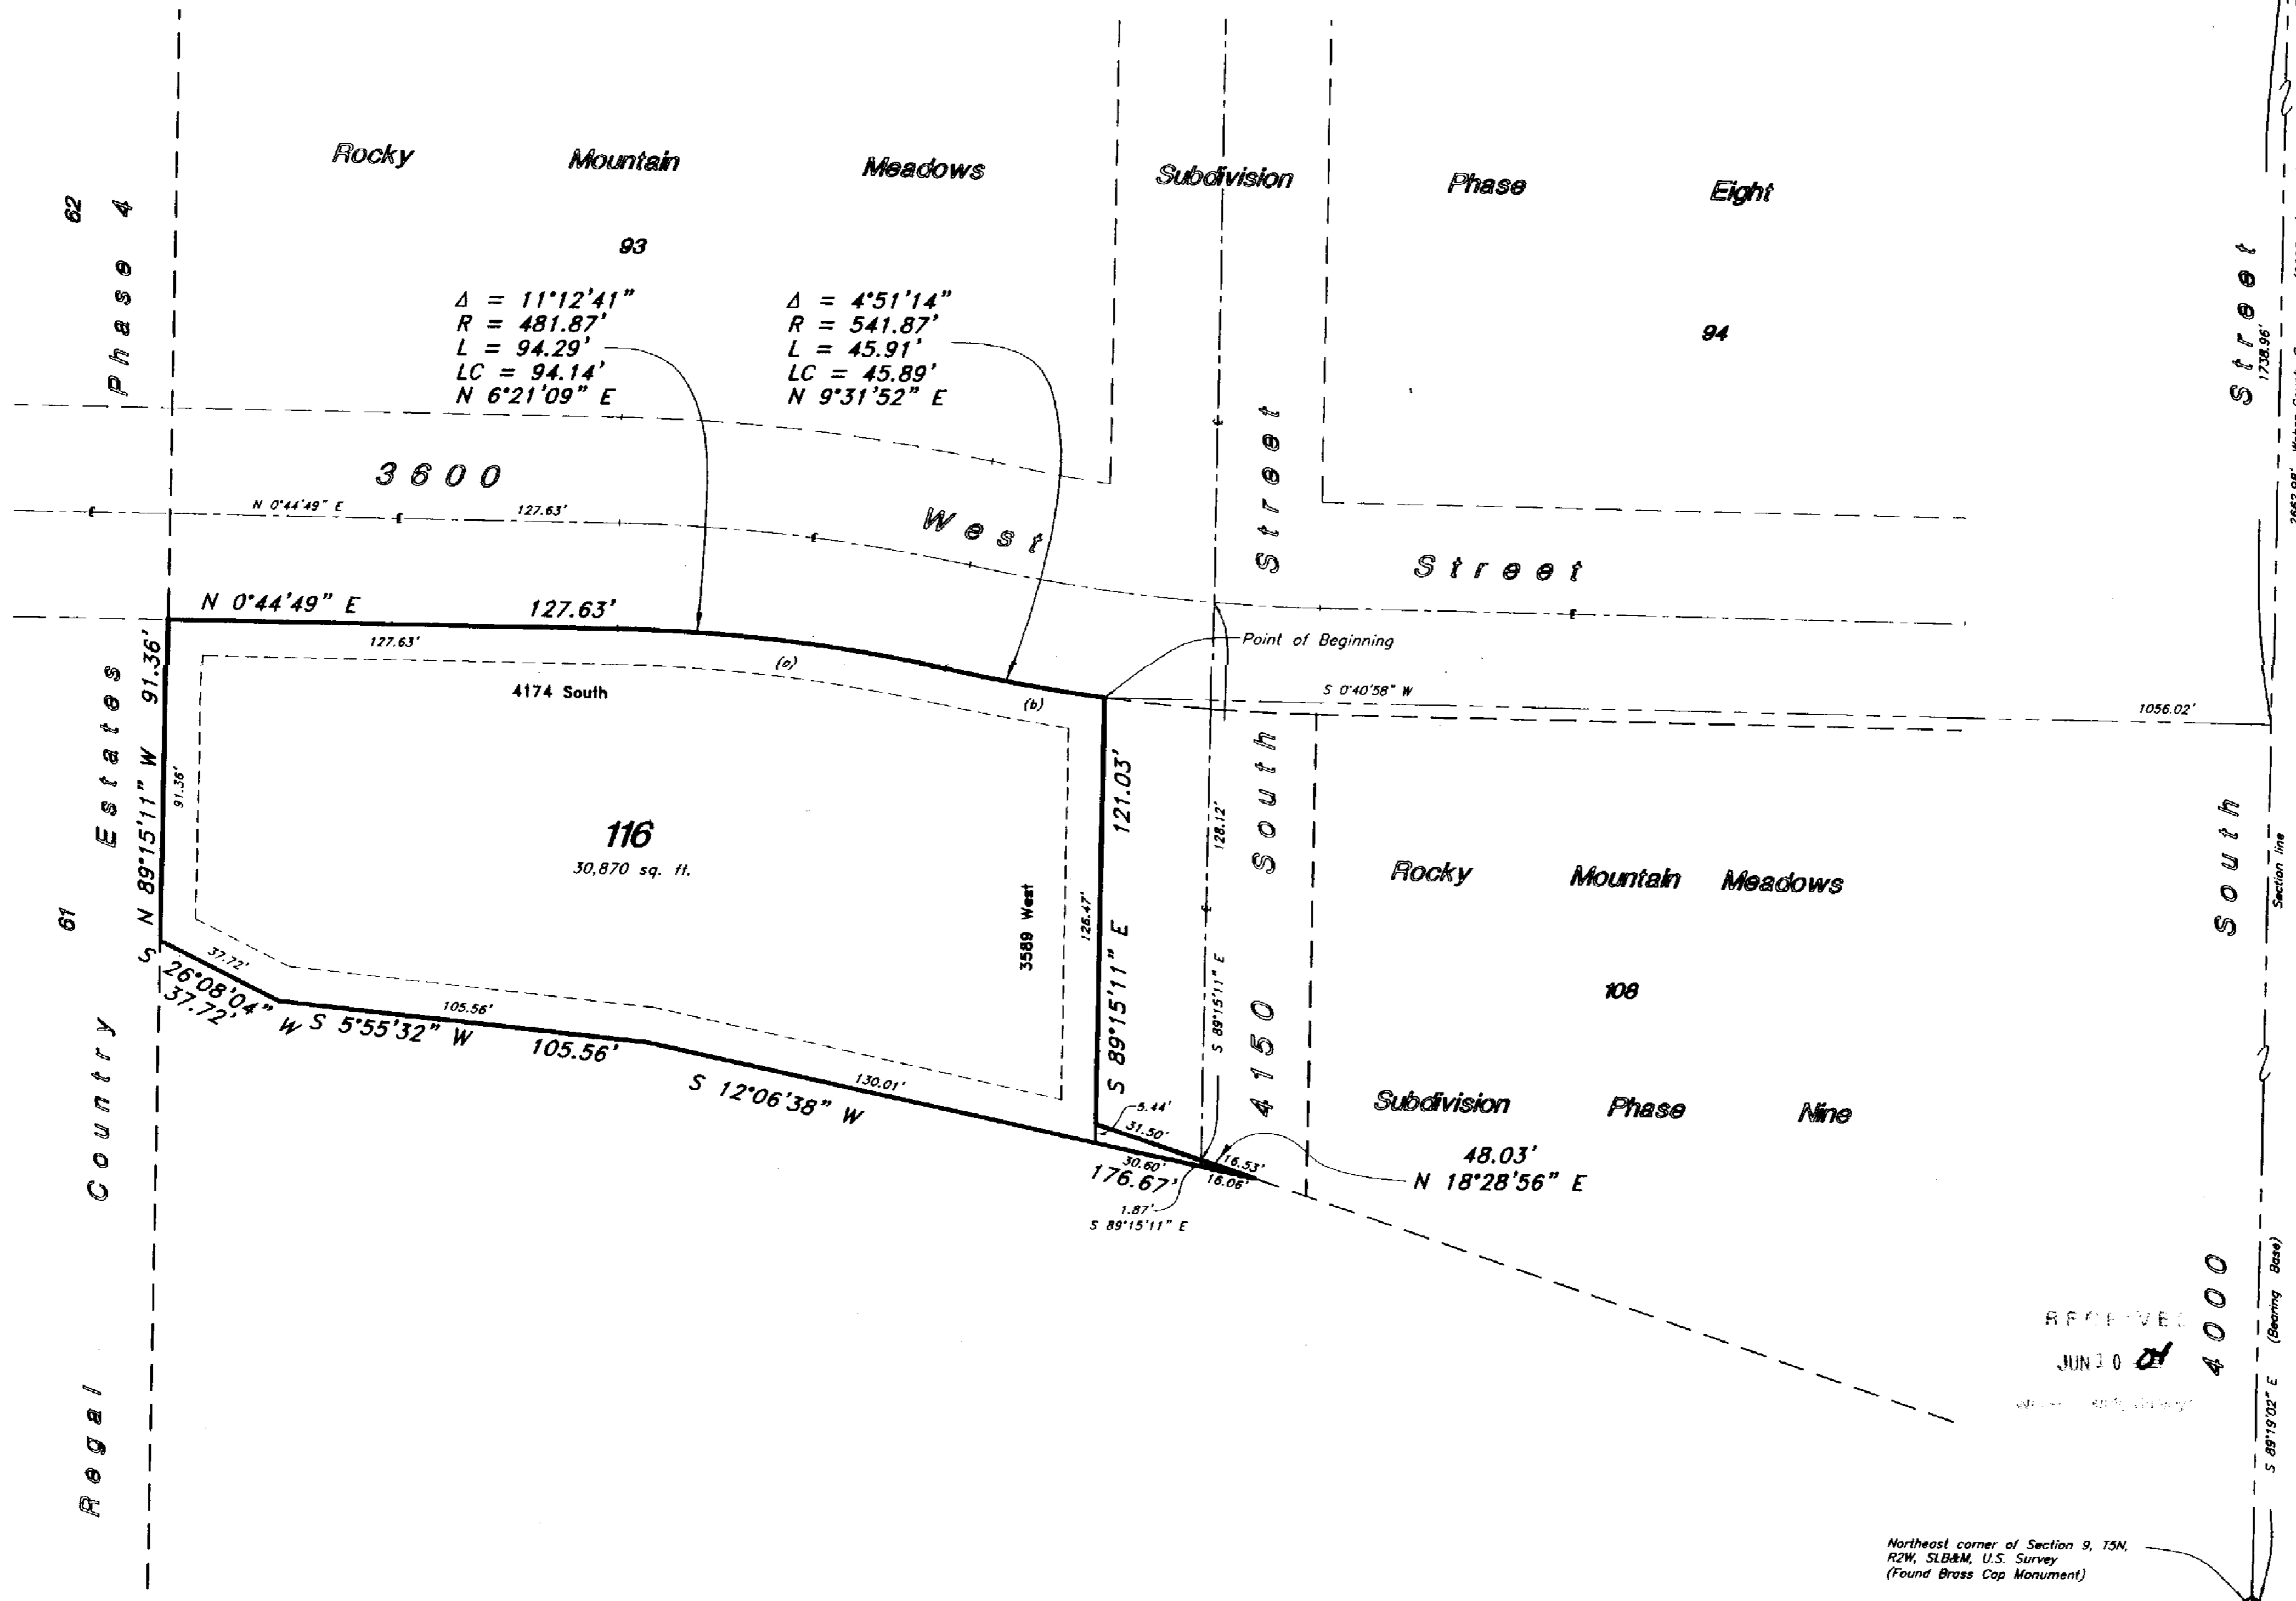 Rocky Mountain Meadows Subdivision Phase Eight
62
Phase 4
93
94
Δ = 11°12'41"
R = 481.87'
L = 94.29'
LC = 94.14'
N 6°21'09" E
Δ = 4°51'14"
R = 541.87'
L = 45.91'
LC = 45.89'
N 9°31'52" E
Street
1738.96'
3600 West Street
N 0°44'49" E 127.63'
Street
N 0°44'49" E 127.63'
127.63'
(a)
(b)
Point of Beginning
S 0°40'58" W 1056.02'
4174 South
N 89°15'11" W 91.36'
91.36'
116
30,870 sq. ft.
3589 West
S 89°15'11" E 121.03'
126.47'
S 89°15'11" E 128.12'
4150 South
61
Regal Country Estates
Rocky Mountain Meadows
108
Subdivision Phase Nine
37.72'
S 26°08'04" W
37.72'
105.56'
S 5°55'32" W 105.56'
130.01'
S 12°06'38" W 176.67'
5.44'
31.50'
16.53'
30.60'
16.06'
1.87'
S 89°15'11" E
48.03'
N 18°28'56" E
4000 South
Section line
S 89°19'02" E (Bearing Base)
RECEIVED
JUN 10
Northeast corner of Section 9, T5N,
R2W, SLB&M, U.S. Survey
(Found Brass Cap Monument)